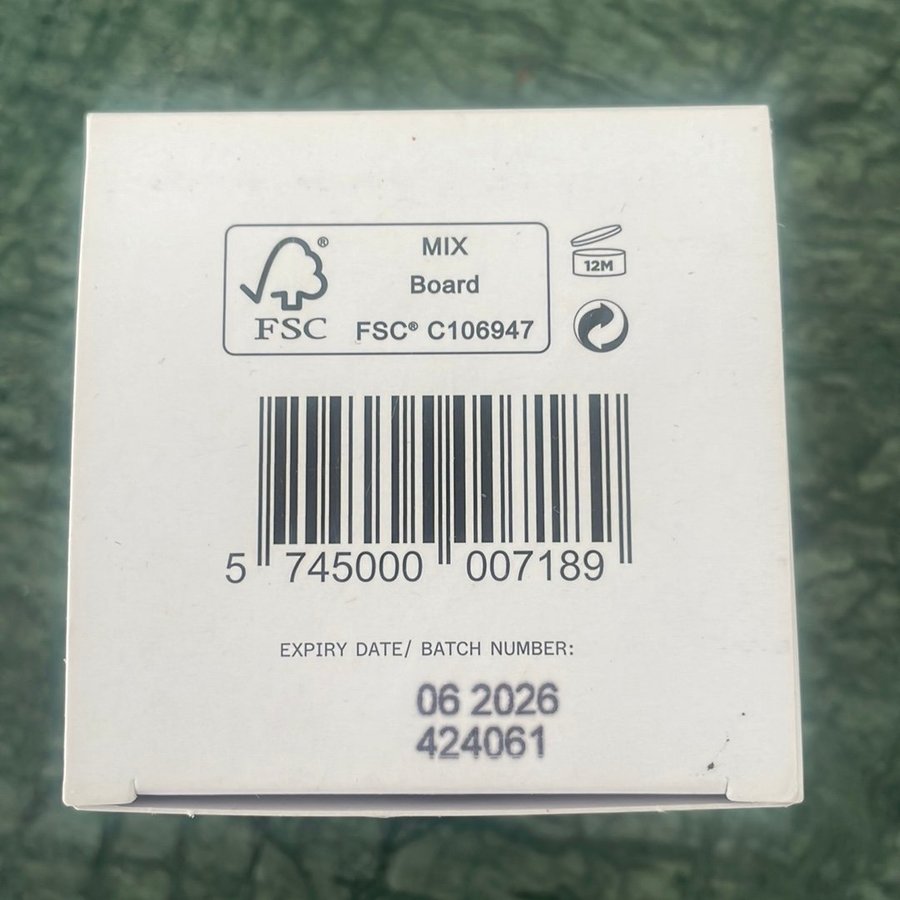 MIX
Board
FSC® C106947
®
FSC
12M
5 745000 007189
EXPIRY DATE/ BATCH NUMBER:
06 2026
424061